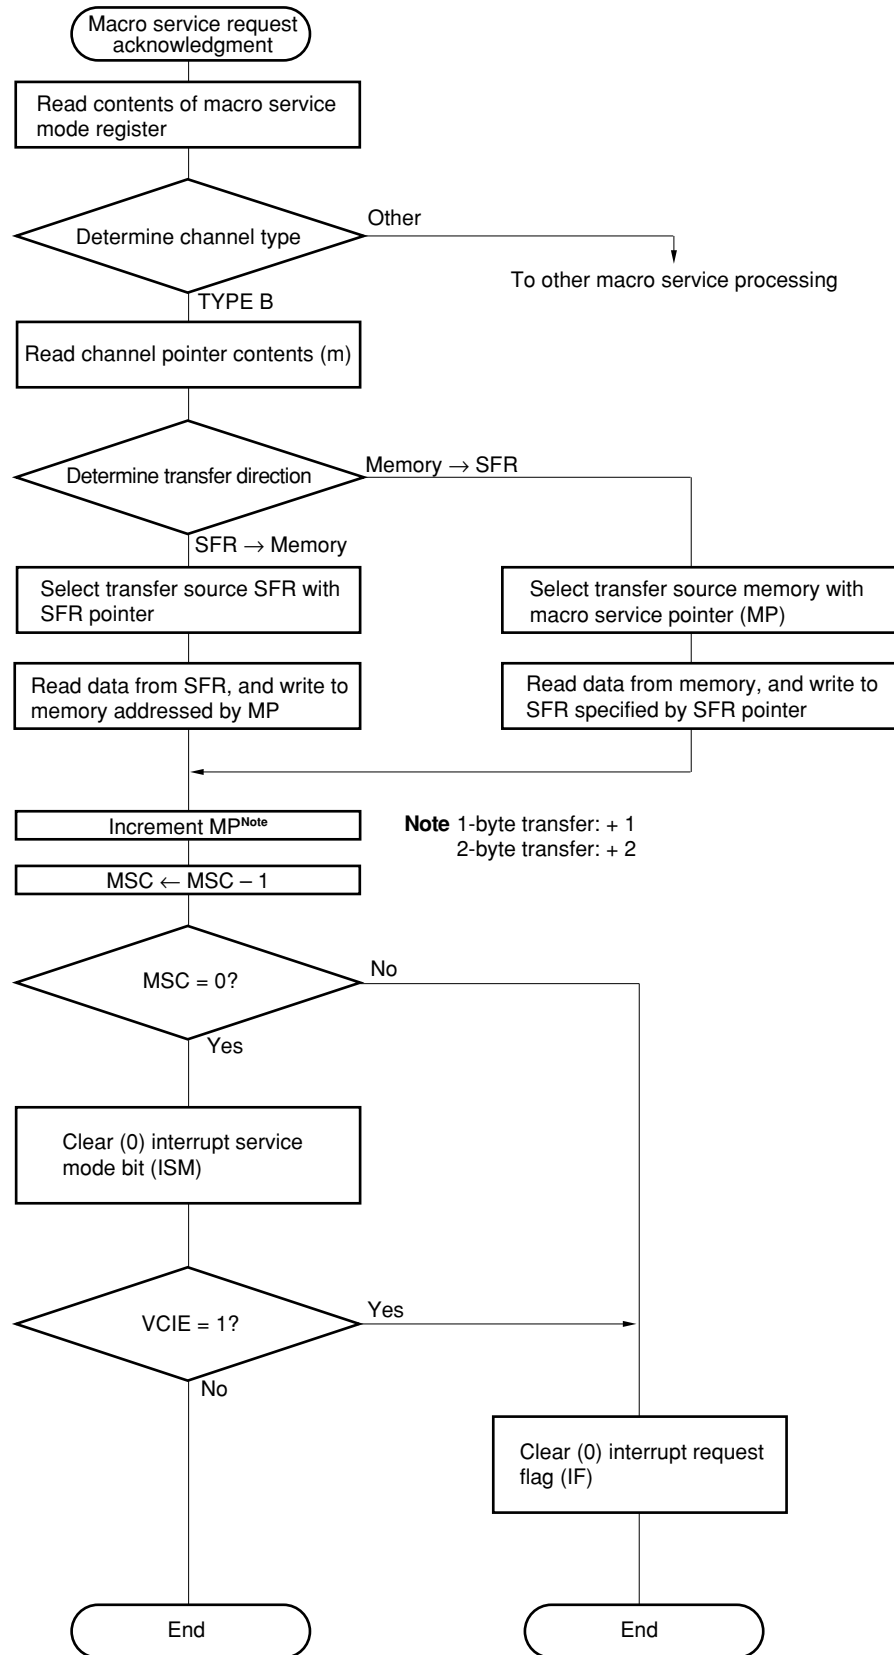 Macro service request
acknowledgment
Read contents of macro service
mode register
Determine channel type
Other
To other macro service processing
TYPE B
Read channel pointer contents (m)
Determine transfer direction
Memory → SFR
SFR → Memory
Select transfer source SFR with
SFR pointer
Select transfer source memory with
macro service pointer (MP)
Read data from SFR, and write to
memory addressed by MP
Read data from memory, and write to
SFR specified by SFR pointer
Increment MPNote
Note 1-byte transfer: + 1
2-byte transfer: + 2
MSC ← MSC – 1
MSC = 0?
No
Yes
Clear (0) interrupt service
mode bit (ISM)
VCIE = 1?
Yes
No
Clear (0) interrupt request
flag (IF)
End
End